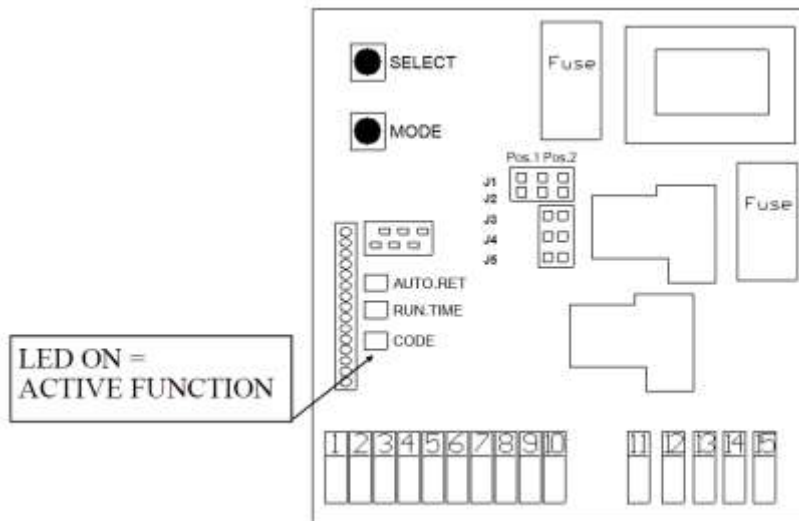 SELECT
Fuse
MODE
Pos.1 Pos.2
J1
J2
J3
J4
J5
Fuse
AUTO.RET
RUN.TIME
CODE
LED ON =
ACTIVE FUNCTION
1 2 3 4 5 6 7 8 9 10 11 12 13 14 15